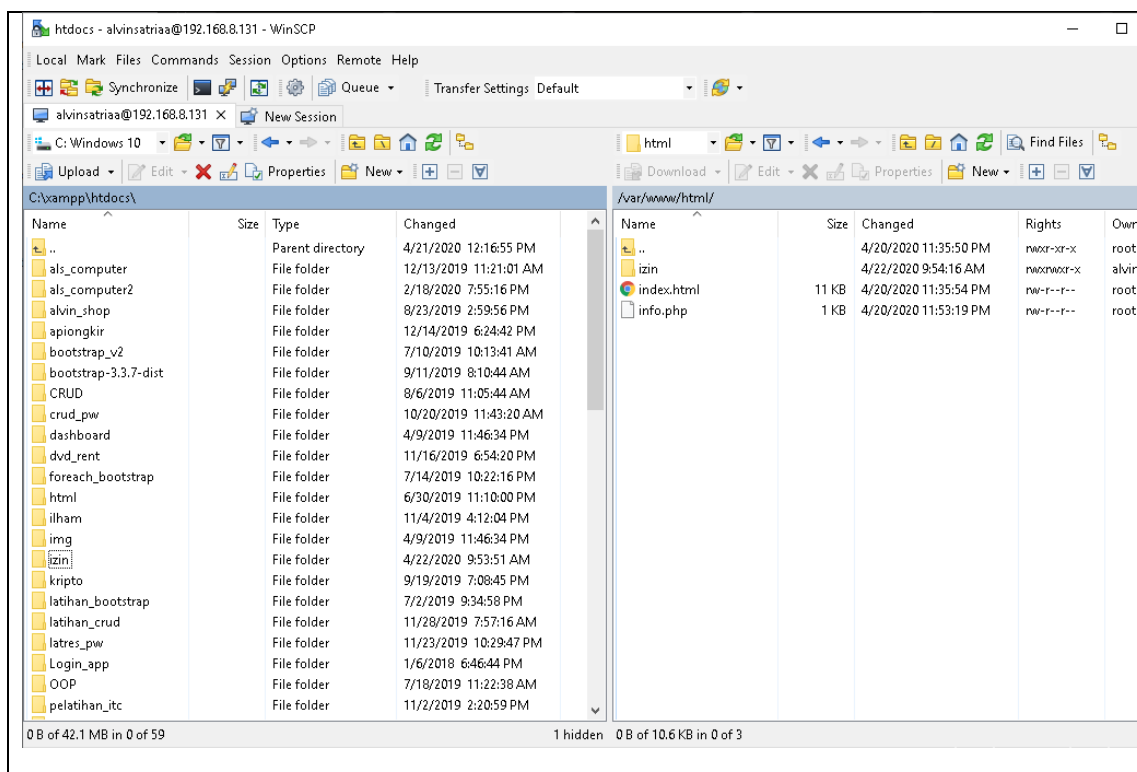 htdocs - alvinsatriaa@192.168.8.131 - WinSCP
Local Mark Files Commands Session Options Remote Help
Synchronize Queue Transfer Settings Default
alvinsatriaa@192.168.8.131 New Session
C: Windows 10 html Find Files
Upload Edit Properties New Download Edit Properties New
C:\xampp\htdocs\ /var/www/html/
Name Size Type Changed Name Size Changed Rights Own
.. Parent directory 4/21/2020 12:16:55 PM .. 4/20/2020 11:35:50 PM rwxr-xr-x root
als_computer File folder 12/13/2019 11:21:01 AM izin 4/22/2020 9:54:16 AM rwxrwxr-x alvir
als_computer2 File folder 2/18/2020 7:55:16 PM index.html 11 KB 4/20/2020 11:35:54 PM rw-r--r-- root
alvin_shop File folder 8/23/2019 2:59:56 PM info.php 1 KB 4/20/2020 11:53:19 PM rw-r--r-- root
apiongkir File folder 12/14/2019 6:24:42 PM
bootstrap_v2 File folder 7/10/2019 10:13:41 AM
bootstrap-3.3.7-dist File folder 9/11/2019 8:10:44 AM
CRUD File folder 8/6/2019 11:05:44 AM
crud_pw File folder 10/20/2019 11:43:20 AM
dashboard File folder 4/9/2019 11:46:34 PM
dvd_rent File folder 11/16/2019 6:54:20 PM
foreach_bootstrap File folder 7/14/2019 10:22:16 PM
html File folder 6/30/2019 11:10:00 PM
ilham File folder 11/4/2019 4:12:04 PM
img File folder 4/9/2019 11:46:34 PM
izin File folder 4/22/2020 9:53:51 AM
kripto File folder 9/19/2019 7:08:45 PM
latihan_bootstrap File folder 7/2/2019 9:34:58 PM
latihan_crud File folder 11/28/2019 7:57:16 AM
latres_pw File folder 11/23/2019 10:29:47 PM
Login_app File folder 1/6/2018 6:46:44 PM
OOP File folder 7/18/2019 11:22:38 AM
pelatihan_itc File folder 11/2/2019 2:20:59 PM
0 B of 42.1 MB in 0 of 59 1 hidden 0 B of 10.6 KB in 0 of 3